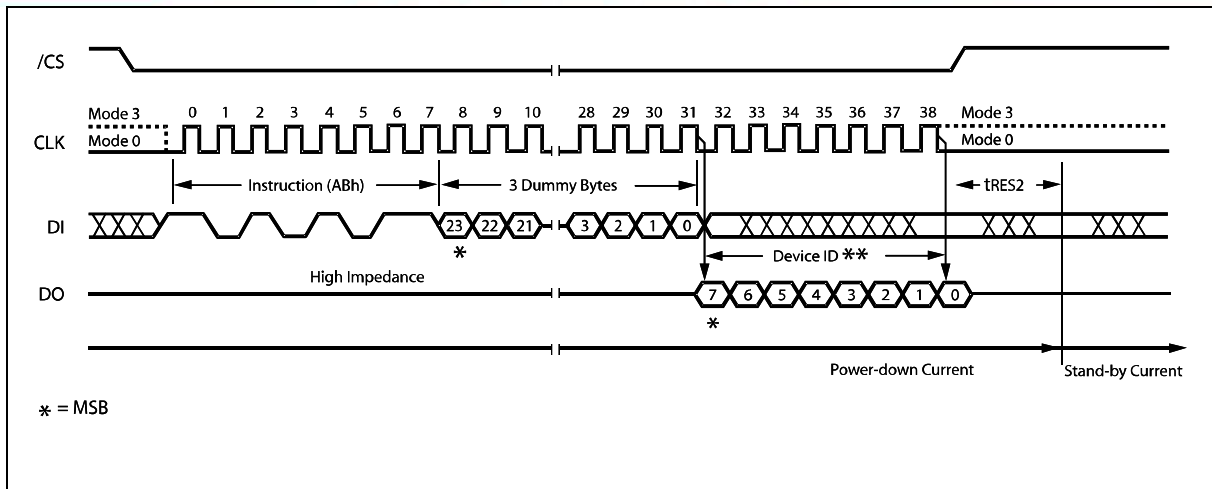 /CS
Mode 3 0 1 2 3 4 5 6 7 8 9 10 28 29 30 31 32 33 34 35 36 37 38 Mode 3
CLK Mode 0 Mode 0
Instruction (ABh) 3 Dummy Bytes tRES2
DI 23 22 21 3 2 1 0
* Device ID **
High Impedance
DO 7 6 5 4 3 2 1 0
*
Power-down Current Stand-by Current
* = MSB